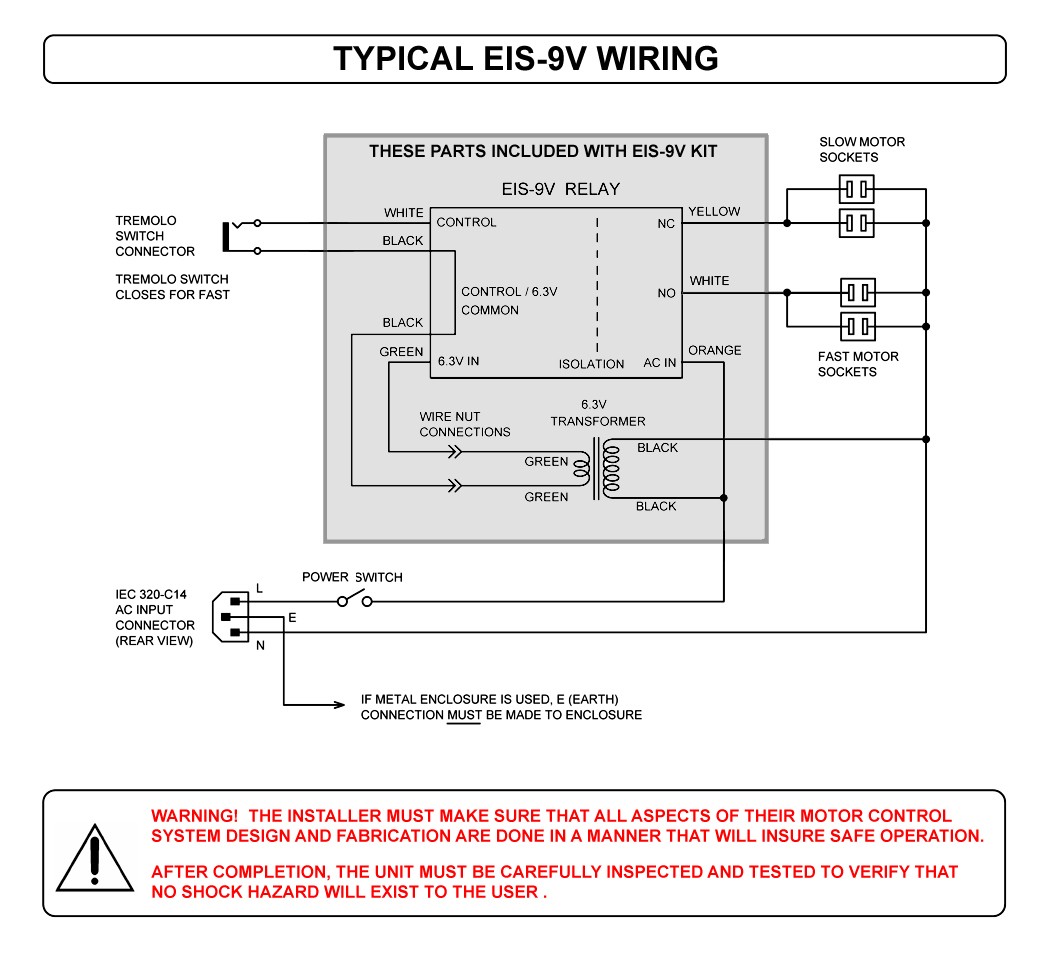 TYPICAL EIS-9V WIRING
THESE PARTS INCLUDED WITH EIS-9V KIT
SLOW MOTOR
SOCKETS
EIS-9V RELAY
TREMOLO
SWITCH
CONNECTOR
TREMOLO SWITCH
CLOSES FOR FAST
WHITE
CONTROL
BLACK
CONTROL / 6.3V
COMMON
BLACK
GREEN
6.3V IN
ISOLATION
NC
YELLOW
NO
WHITE
AC IN
ORANGE
FAST MOTOR
SOCKETS
6.3V
TRANSFORMER
WIRE NUT
CONNECTIONS
GREEN
GREEN
BLACK
BLACK
POWER SWITCH
IEC 320-C14
AC INPUT
CONNECTOR
(REAR VIEW)
L
E
N
IF METAL ENCLOSURE IS USED, E (EARTH)
CONNECTION MUST BE MADE TO ENCLOSURE
WARNING! THE INSTALLER MUST MAKE SURE THAT ALL ASPECTS OF THEIR MOTOR CONTROL
SYSTEM DESIGN AND FABRICATION ARE DONE IN A MANNER THAT WILL INSURE SAFE OPERATION.
AFTER COMPLETION, THE UNIT MUST BE CAREFULLY INSPECTED AND TESTED TO VERIFY THAT
NO SHOCK HAZARD WILL EXIST TO THE USER .